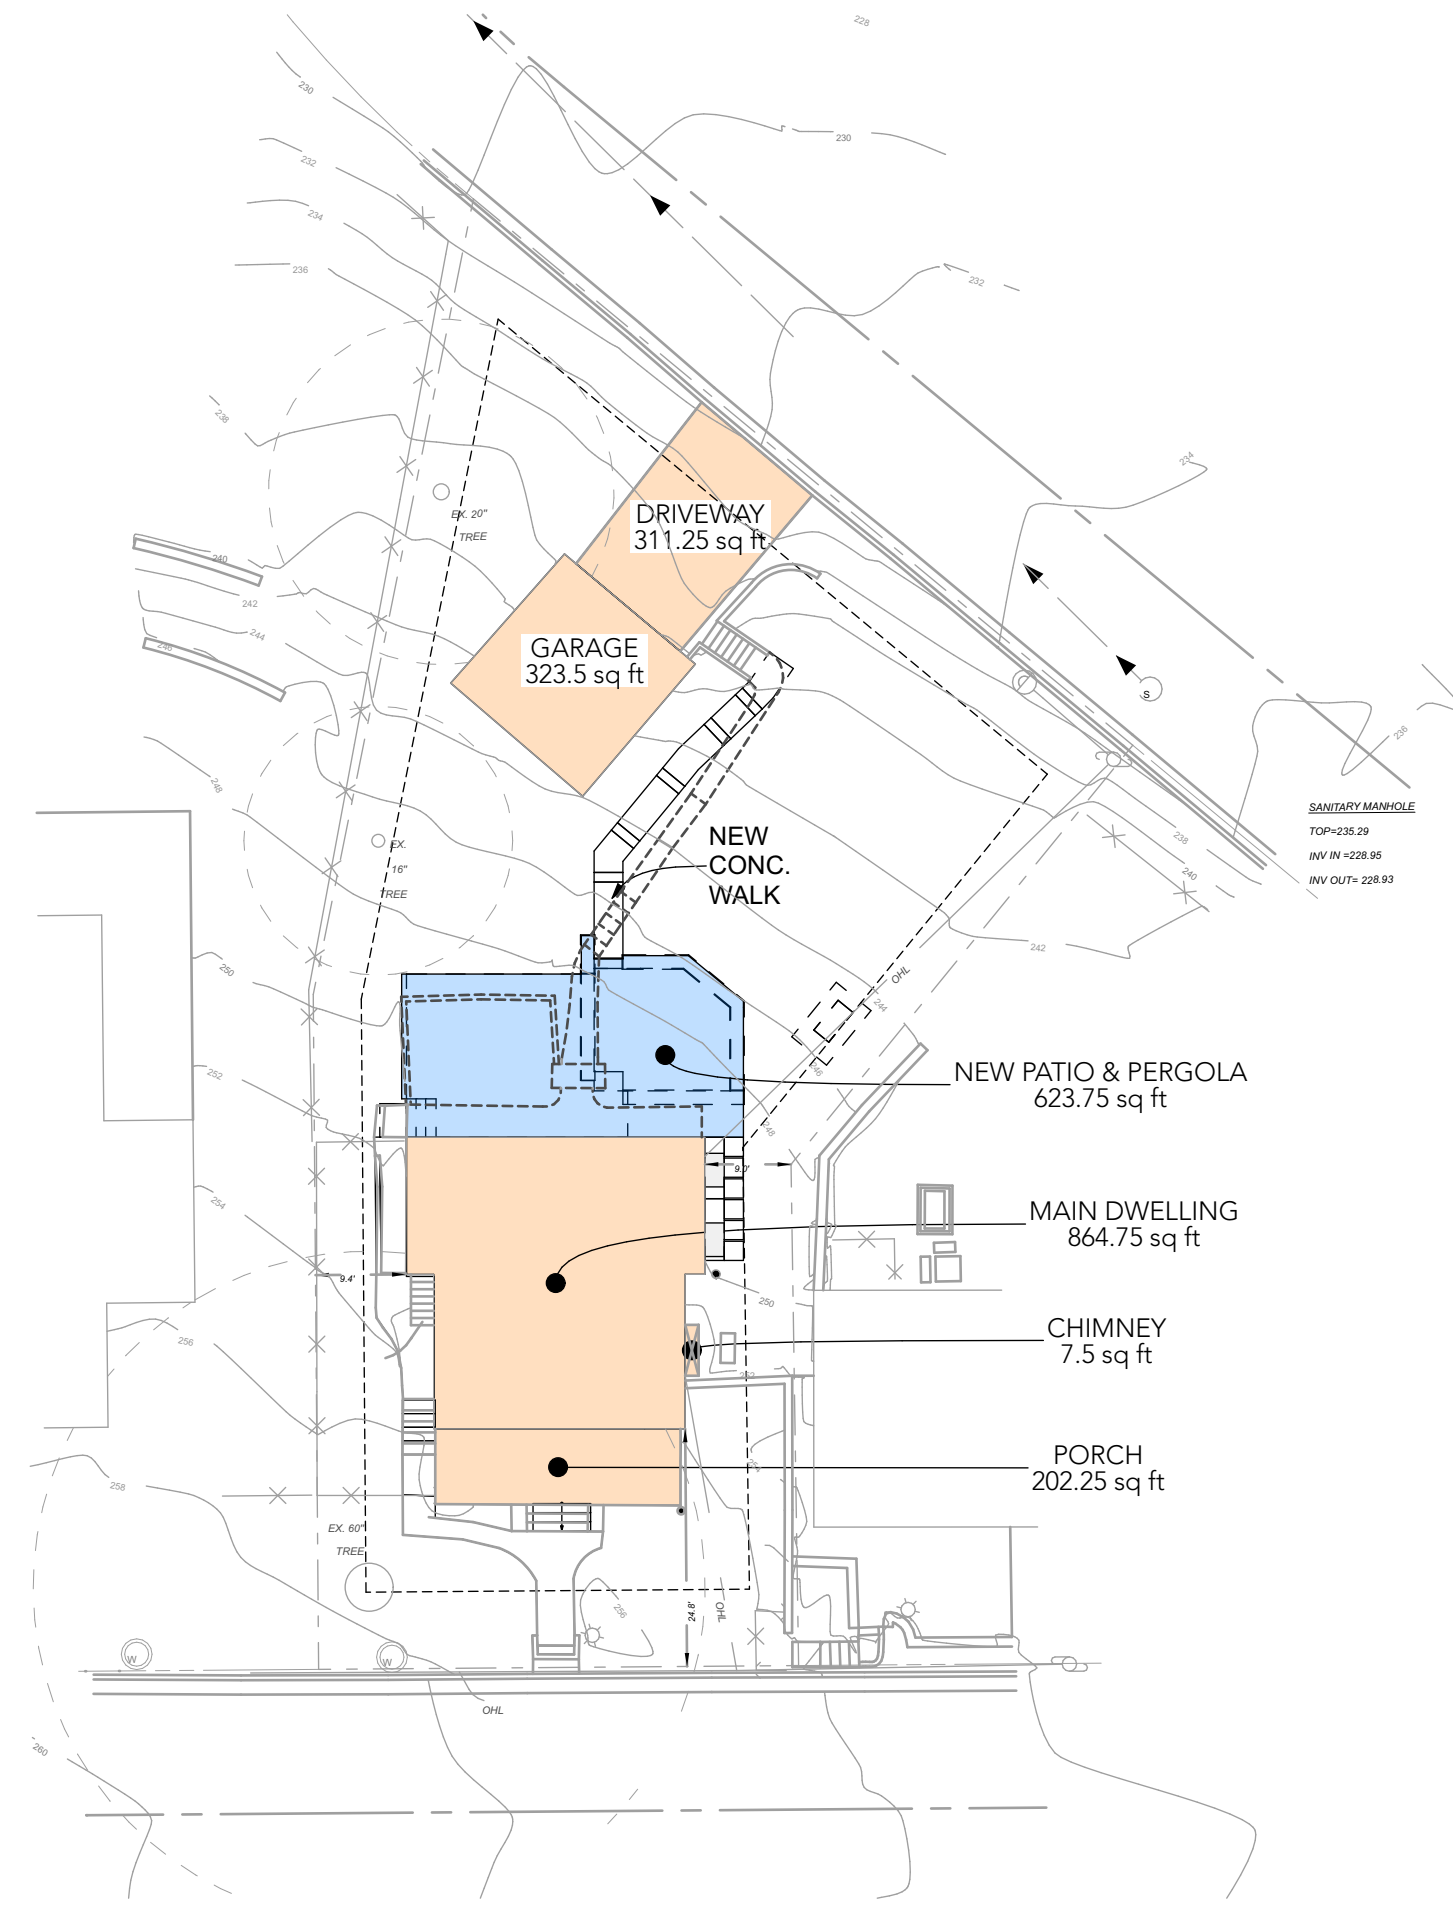 228
230
230
232
234
236
232
238
234
DRIVEWAY
311.25 sq ft
EX. 20"
TREE
240
242
244
246
GARAGE
323.5 sq ft
S
236
248
SANITARY MANHOLE
TOP=235.29
INV IN =228.95
INV OUT= 228.93
NEW
CONC.
WALK
EX.
16"
TREE
238
240
242
250
OHL
244
246
252
NEW PATIO & PERGOLA
623.75 sq ft
248
9.0'
254
MAIN DWELLING
864.75 sq ft
9.4'
250
256
CHIMNEY
7.5 sq ft
252
PORCH
202.25 sq ft
254
258
EX. 60"
TREE
256
24.8'
OHL
W
W
OHL
260